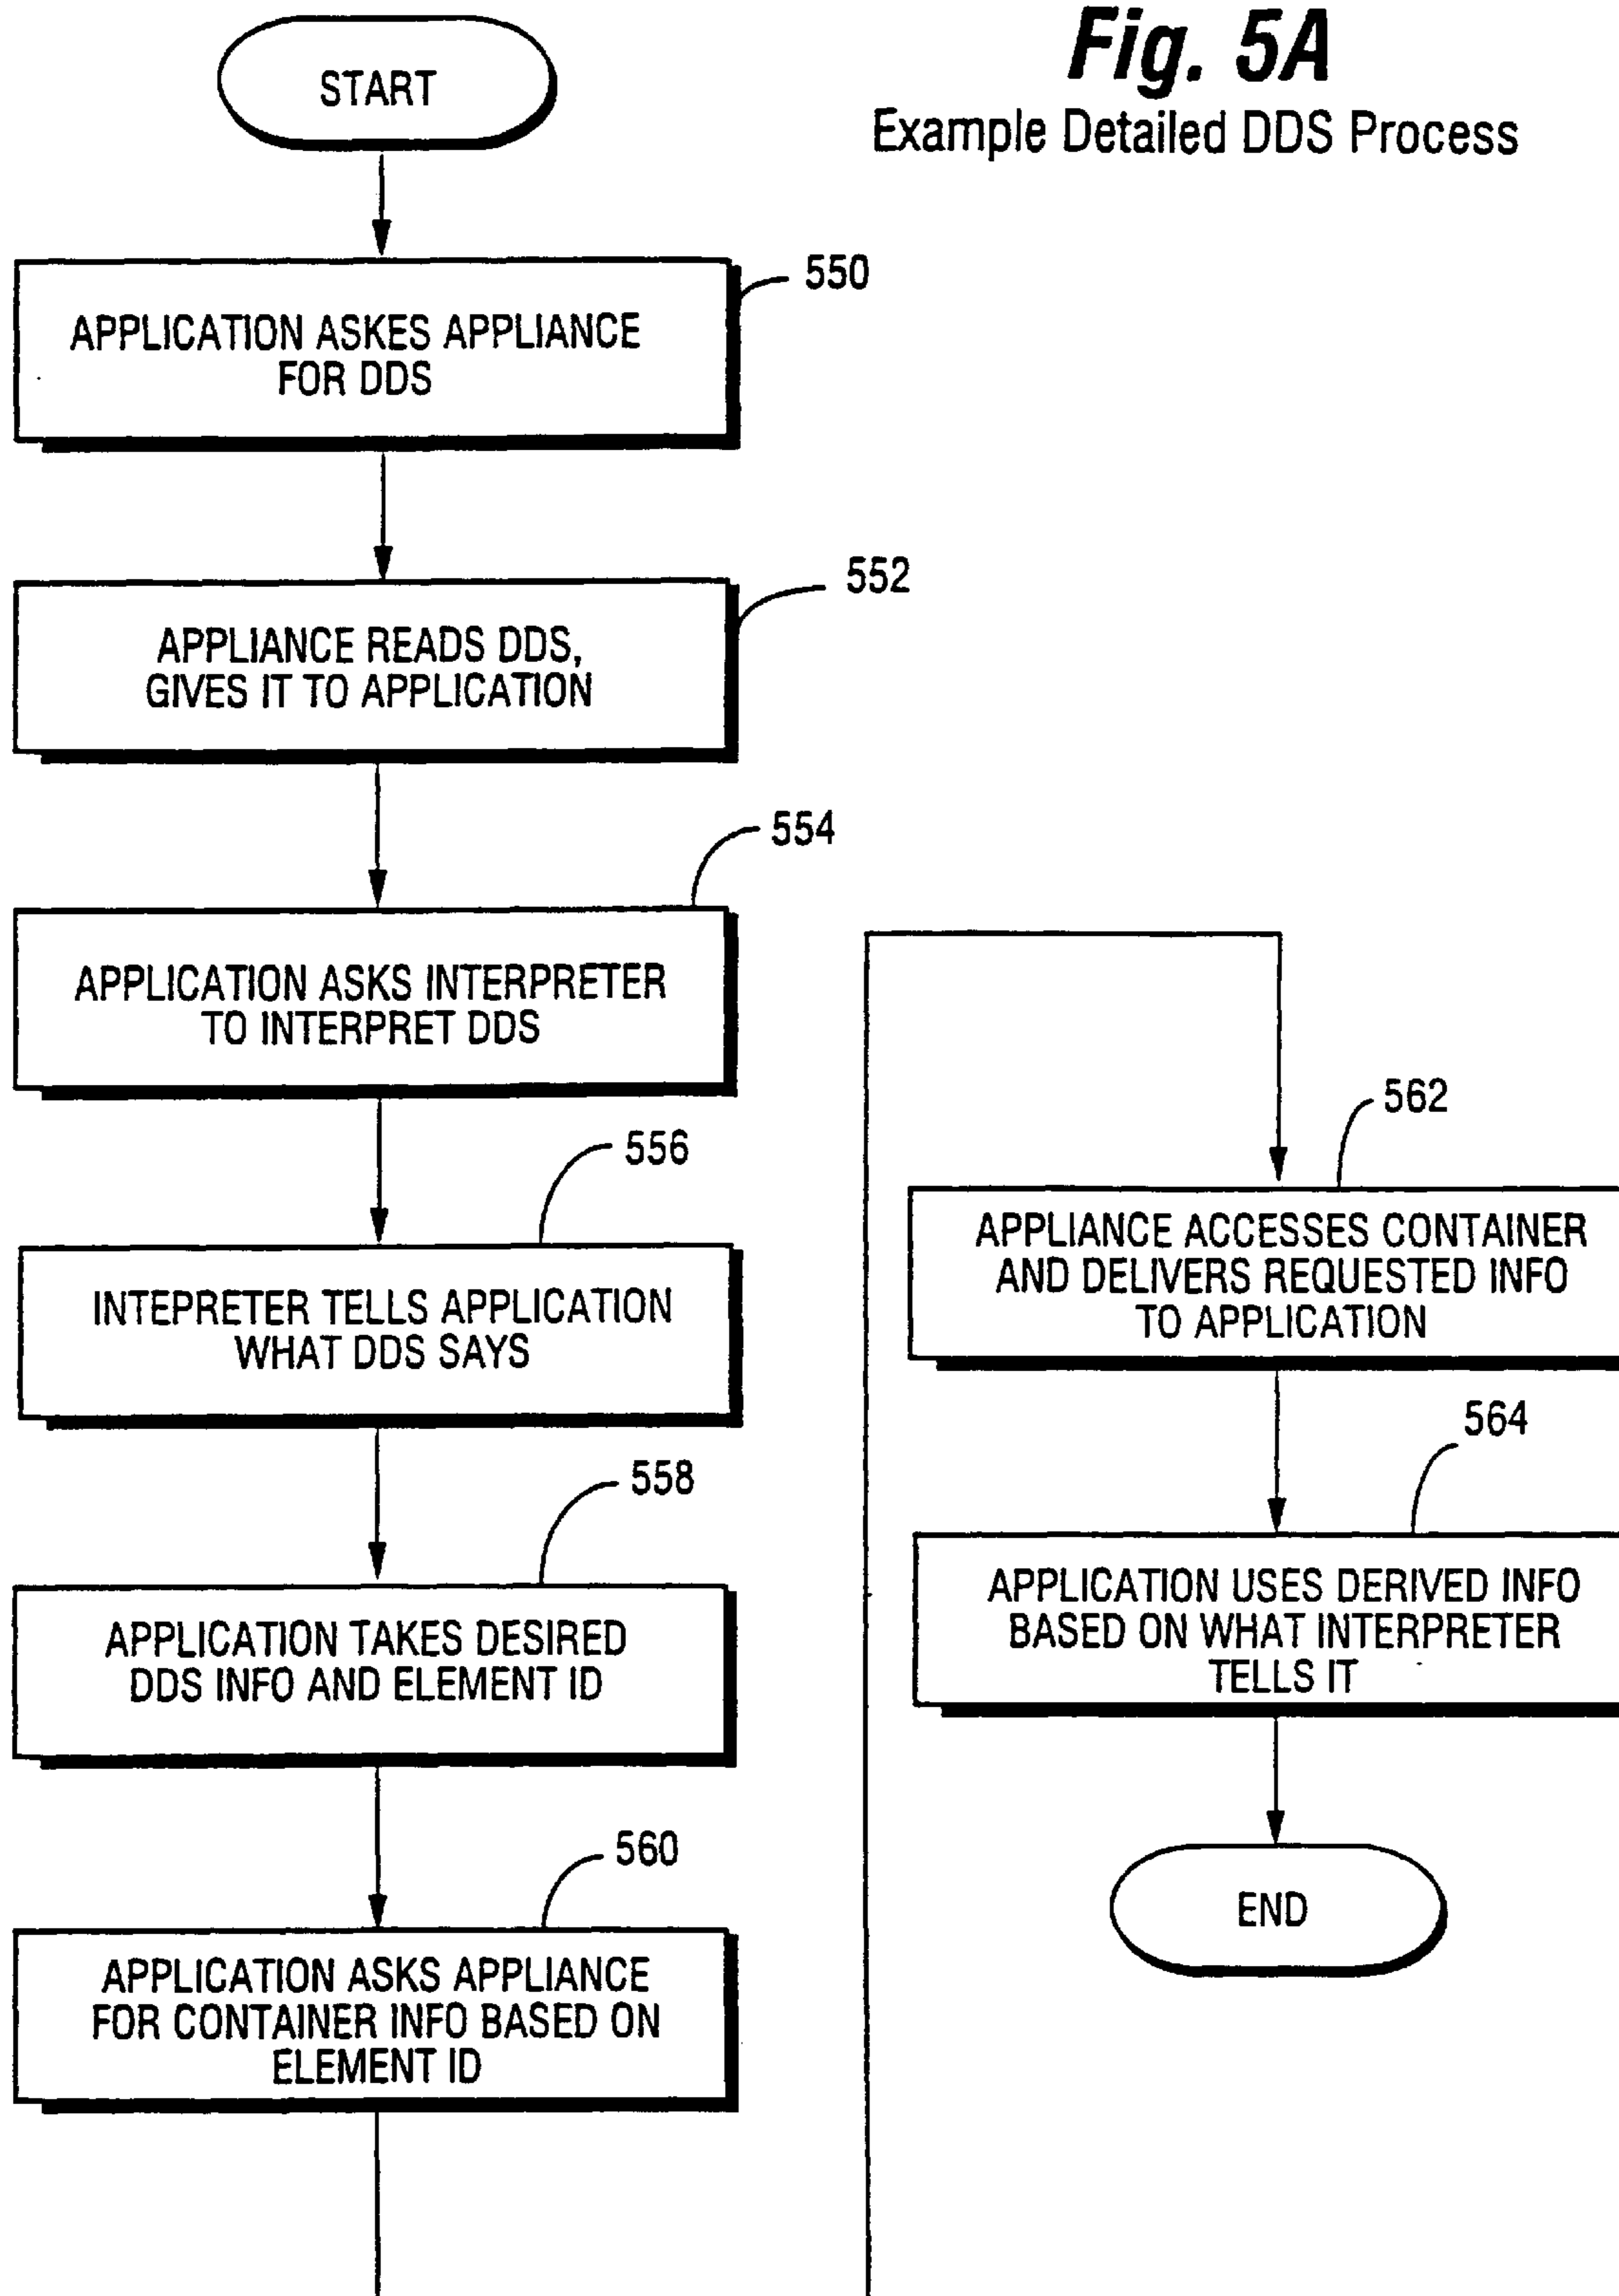 Fig. 5A
Example Detailed DDS Process
START
550
APPLICATION ASKES APPLIANCE
FOR DDS
552
APPLIANCE READS DDS,
GIVES IT TO APPLICATION
554
APPLICATION ASKS INTERPRETER
TO INTERPRET DDS
556
INTEPRETER TELLS APPLICATION
WHAT DDS SAYS
558
APPLICATION TAKES DESIRED
DDS INFO AND ELEMENT ID
560
APPLICATION ASKS APPLIANCE
FOR CONTAINER INFO BASED ON
ELEMENT ID
562
APPLIANCE ACCESSES CONTAINER
AND DELIVERS REQUESTED INFO
TO APPLICATION
564
APPLICATION USES DERIVED INFO
BASED ON WHAT INTERPRETER
TELLS IT
END